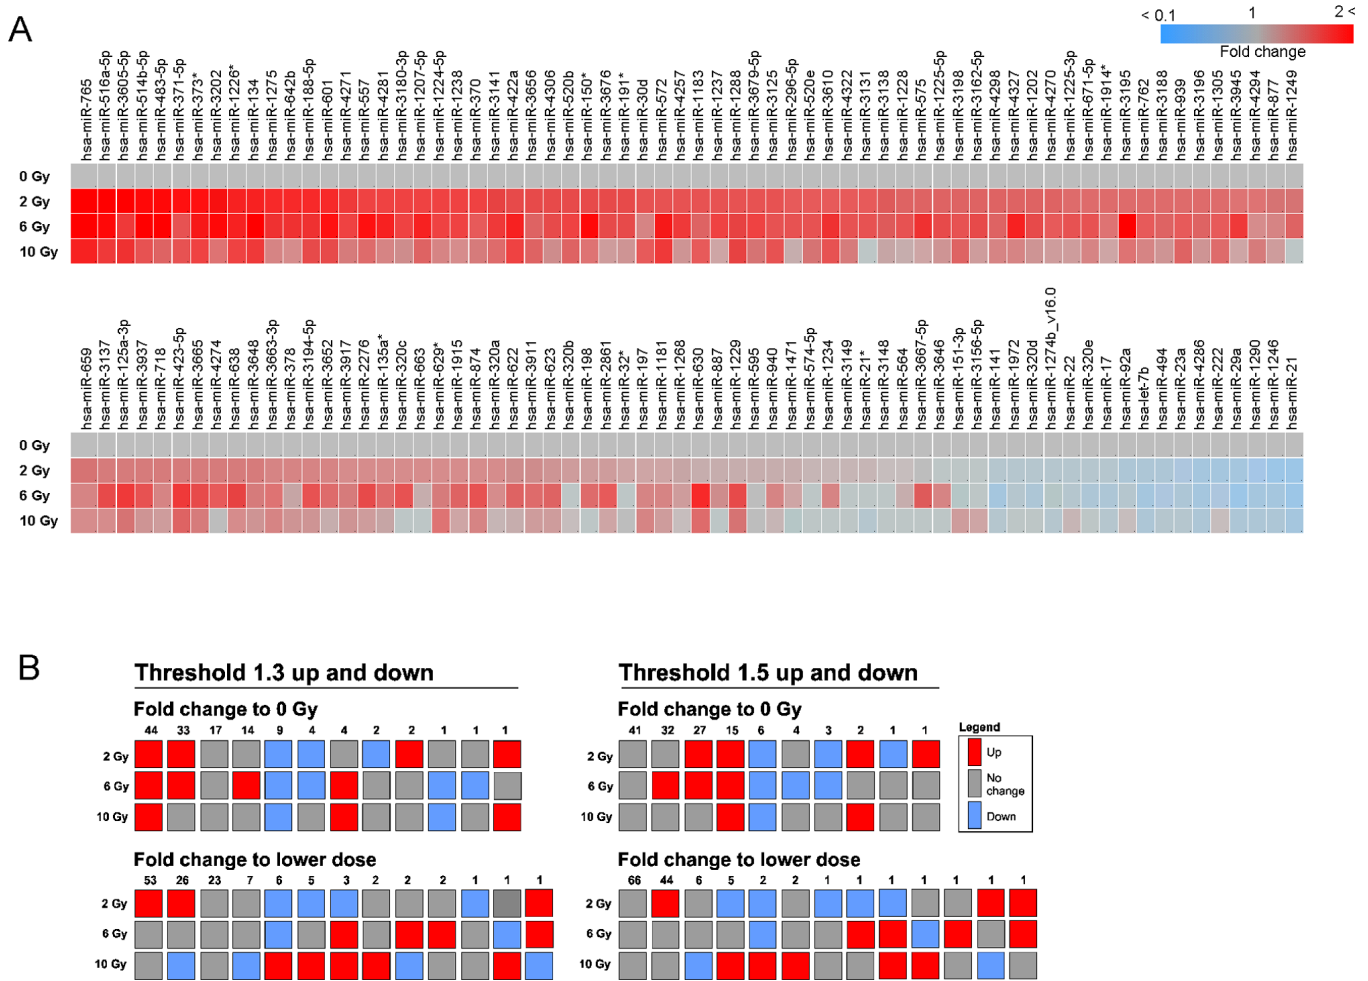 A
< 0.1 1 2 <
Fold change
hsa-miR-765
hsa-miR-516a-5p
hsa-miR-3605-5p
hsa-miR-514b-5p
hsa-miR-483-5p
hsa-miR-371-5p
hsa-miR-373*
hsa-miR-3202
hsa-miR-1226*
hsa-miR-134
hsa-miR-1275
hsa-miR-642b
hsa-miR-188-5p
hsa-miR-601
hsa-miR-4271
hsa-miR-557
hsa-miR-4281
hsa-miR-3180-3p
hsa-miR-1207-5p
hsa-miR-1224-5p
hsa-miR-1238
hsa-miR-370
hsa-miR-3141
hsa-miR-422a
hsa-miR-3656
hsa-miR-4306
hsa-miR-520b
hsa-miR-150*
hsa-miR-3676
hsa-miR-191*
hsa-miR-30d
hsa-miR-572
hsa-miR-4257
hsa-miR-1183
hsa-miR-1237
hsa-miR-1288
hsa-miR-3679-5p
hsa-miR-3125
hsa-miR-296-5p
hsa-miR-520e
hsa-miR-3610
hsa-miR-4322
hsa-miR-3131
hsa-miR-3138
hsa-miR-1228
hsa-miR-575
hsa-miR-1225-5p
hsa-miR-3198
hsa-miR-3162-5p
hsa-miR-4298
hsa-miR-4327
hsa-miR-1202
hsa-miR-4270
hsa-miR-1225-3p
hsa-miR-671-5p
hsa-miR-1914*
hsa-miR-3195
hsa-miR-762
hsa-miR-3188
hsa-miR-939
hsa-miR-3196
hsa-miR-1305
hsa-miR-3945
hsa-miR-4294
hsa-miR-877
hsa-miR-1249
0 Gy
2 Gy
6 Gy
10 Gy
hsa-miR-659
hsa-miR-3137
hsa-miR-125a-3p
hsa-miR-3937
hsa-miR-718
hsa-miR-423-5p
hsa-miR-3665
hsa-miR-4274
hsa-miR-638
hsa-miR-3648
hsa-miR-3663-3p
hsa-miR-378
hsa-miR-3194-5p
hsa-miR-3652
hsa-miR-3917
hsa-miR-2276
hsa-miR-135a*
hsa-miR-320c
hsa-miR-663
hsa-miR-629*
hsa-miR-1915
hsa-miR-874
hsa-miR-320a
hsa-miR-622
hsa-miR-3911
hsa-miR-623
hsa-miR-320b
hsa-miR-198
hsa-miR-2861
hsa-miR-32*
hsa-miR-197
hsa-miR-1181
hsa-miR-1268
hsa-miR-630
hsa-miR-887
hsa-miR-1229
hsa-miR-595
hsa-miR-940
hsa-miR-1471
hsa-miR-574-5p
hsa-miR-1234
hsa-miR-3149
hsa-miR-21*
hsa-miR-3148
hsa-miR-564
hsa-miR-3667-5p
hsa-miR-3646
hsa-miR-151-3p
hsa-miR-3156-5p
hsa-miR-141
hsa-miR-1972
hsa-miR-320d
hsa-miR-1274b_v16.0
hsa-miR-22
hsa-miR-320e
hsa-miR-17
hsa-miR-92a
hsa-let-7b
hsa-miR-494
hsa-miR-23a
hsa-miR-4286
hsa-miR-222
hsa-miR-29a
hsa-miR-1290
hsa-miR-1246
hsa-miR-21
0 Gy
2 Gy
6 Gy
10 Gy
B
Threshold 1.3 up and down
Fold change to 0 Gy
44 33 17 14 9 4 4 2 2 1 1 1
2 Gy
6 Gy
10 Gy
Fold change to lower dose
53 26 23 7 6 5 3 2 2 2 1 1 1
2 Gy
6 Gy
10 Gy
Threshold 1.5 up and down
Fold change to 0 Gy
41 32 27 15 6 4 3 2 1 1
2 Gy
6 Gy
10 Gy
Fold change to lower dose
66 44 6 5 2 2 1 1 1 1 1 1 1
2 Gy
6 Gy
10 Gy
Legend
Up
No
change
Down